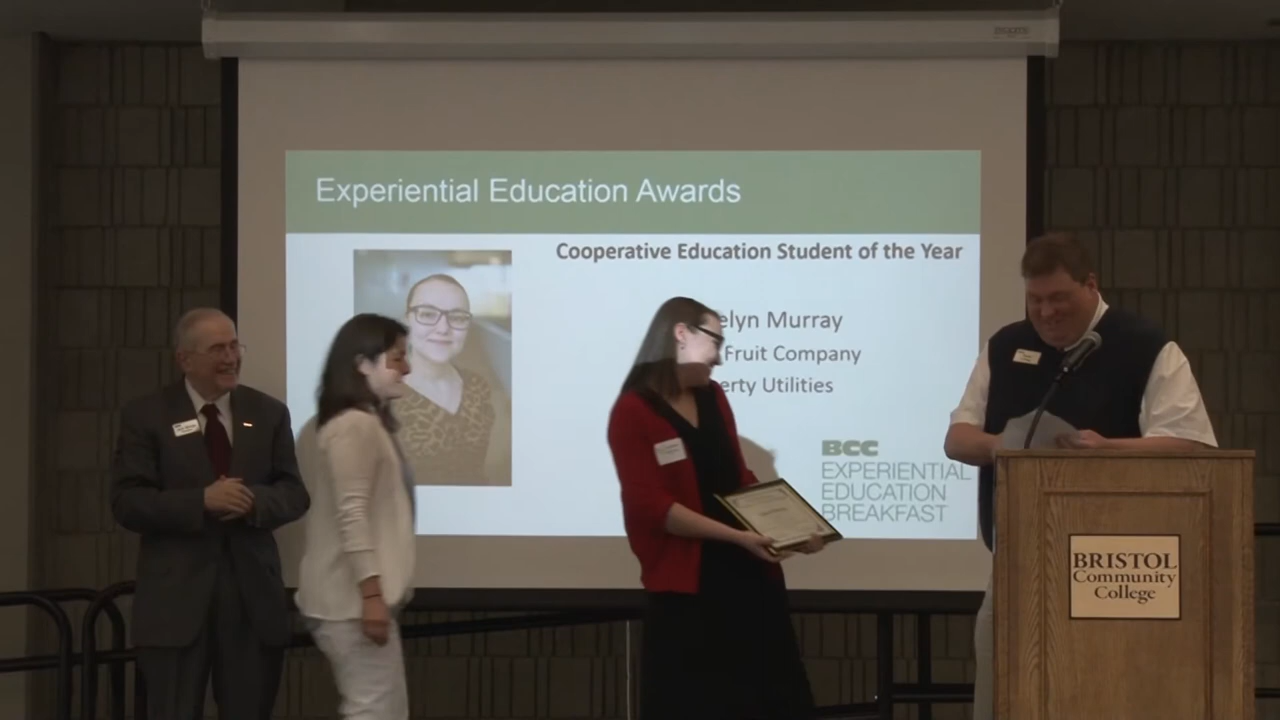 Experiential Education Awards
Cooperative Education Student of the Year
elyn Murray
Fruit Company
erty Utilities
BCC
EXPERIENTIAL
EDUCATION
BREAKFAST
BRISTOL
Community
College